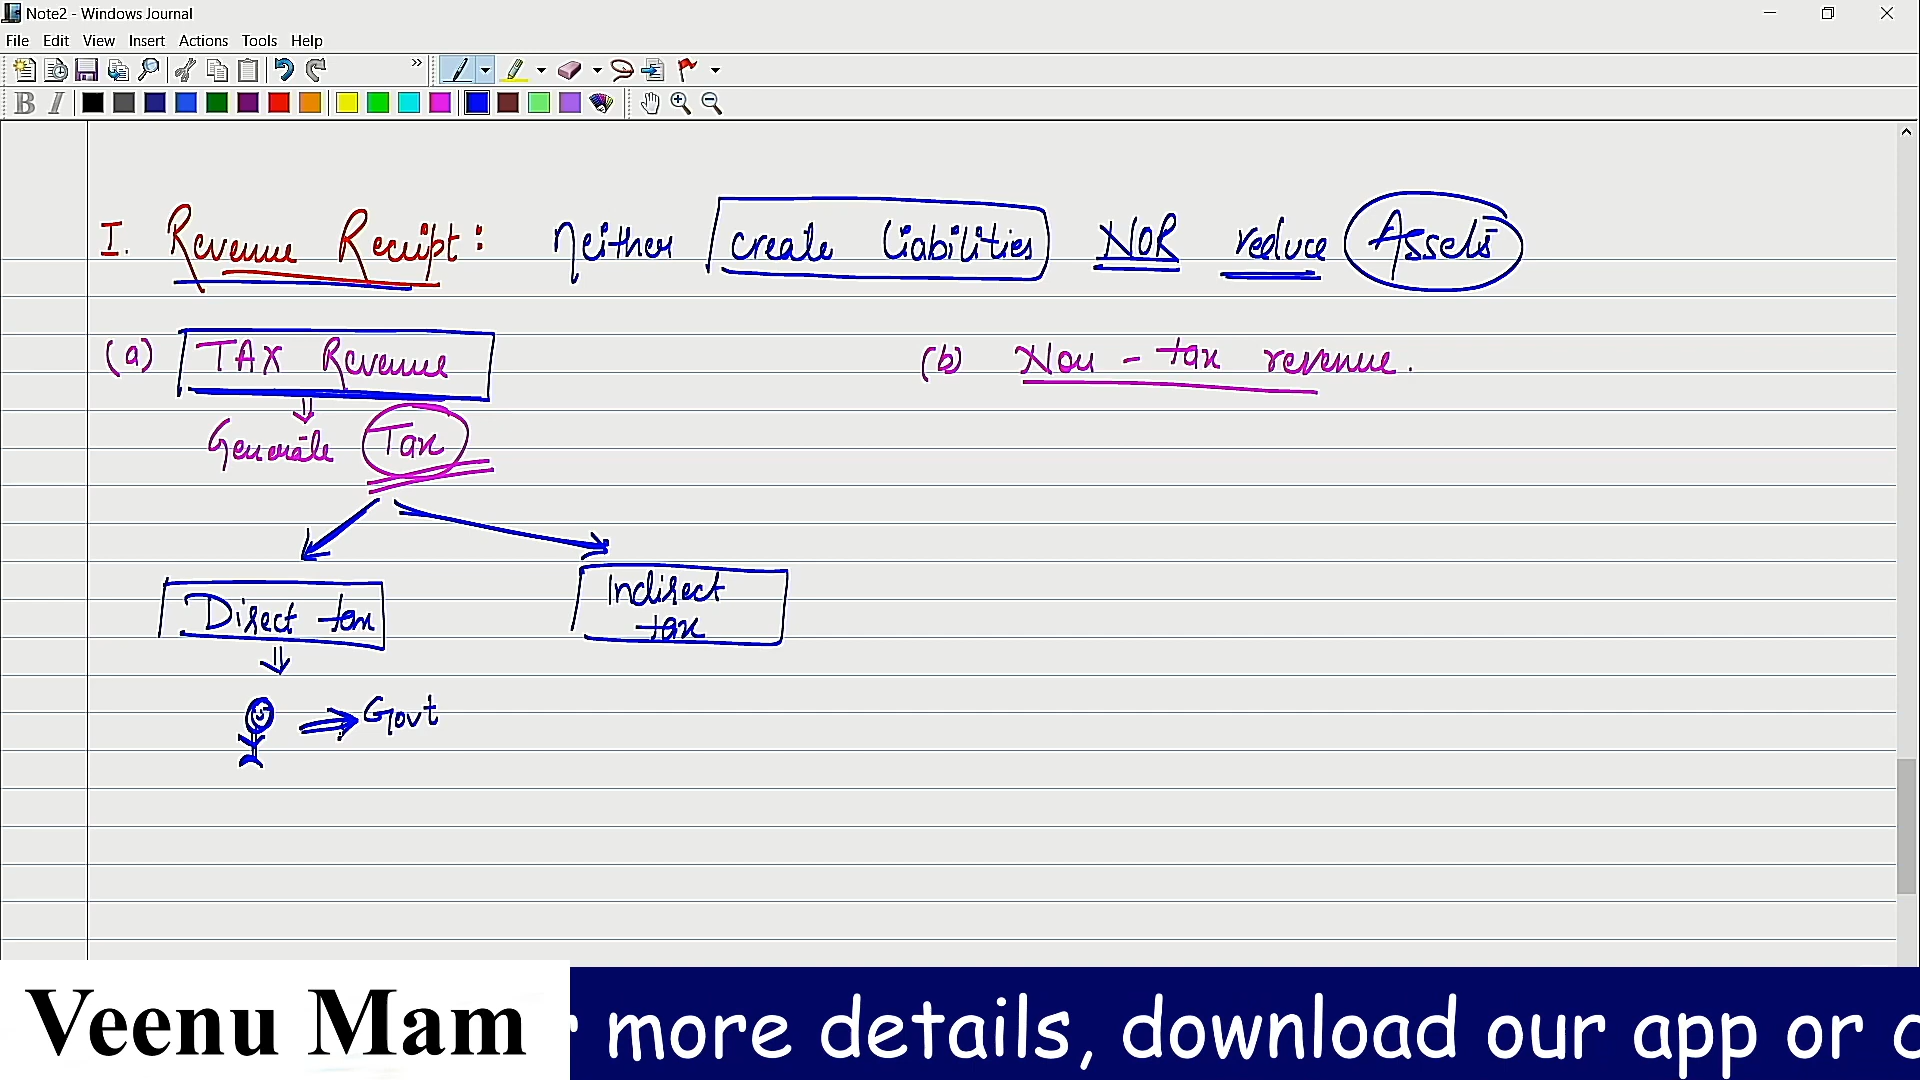 Note2 - Windows Journal
File Edit View Insert Actions Tools Help
B I
I. Revenue Receipt: Neither create liabilities NOR reduce Assets
(a) TAX Revenue
(b) Non - tax revenue.
Generate Tax
Direct tax
Indirect
tax
Govt
Veenu Mam
more details, download our app or